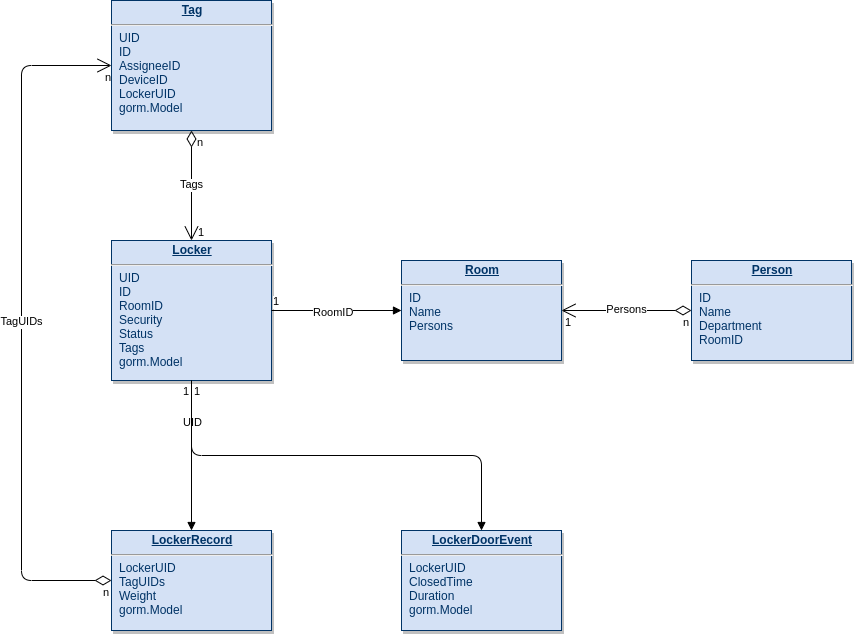 Tag
UID
ID
AssigneeID
DeviceID
LockerUID
gorm.Model
n
n
Tags
1
Locker
UID
ID
RoomID
Security
Status
Tags
gorm.Model
1
RoomID
Room
ID
Name
Persons
1
Persons
n
Person
ID
Name
Department
RoomID
TagUIDs
1
1
UID
LockerRecord
LockerUID
TagUIDs
Weight
gorm.Model
n
LockerDoorEvent
LockerUID
ClosedTime
Duration
gorm.Model